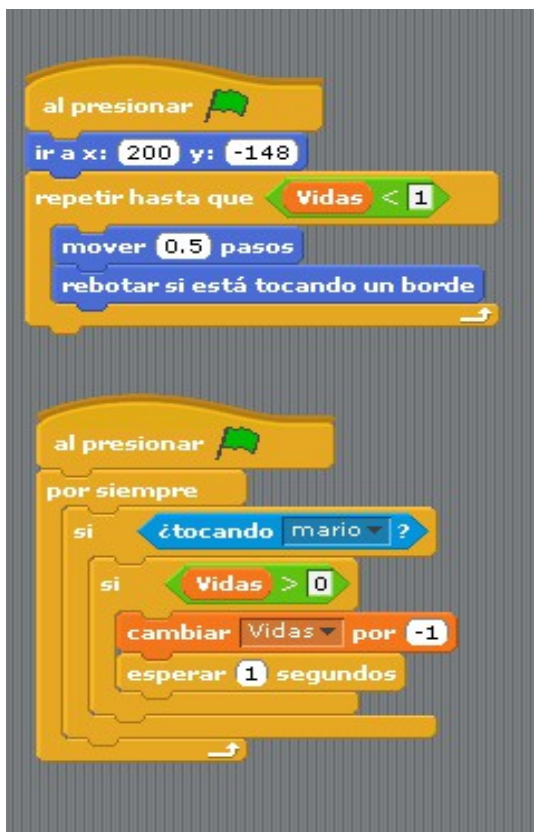 al presionar
ir a x: 200 y: -148
repetir hasta que Vidas < 1
mover 0.5 pasos
rebotar si está tocando un borde
al presionar
por siempre
si ¿tocando mario ?
si Vidas > 0
cambiar Vidas por -1
esperar 1 segundos